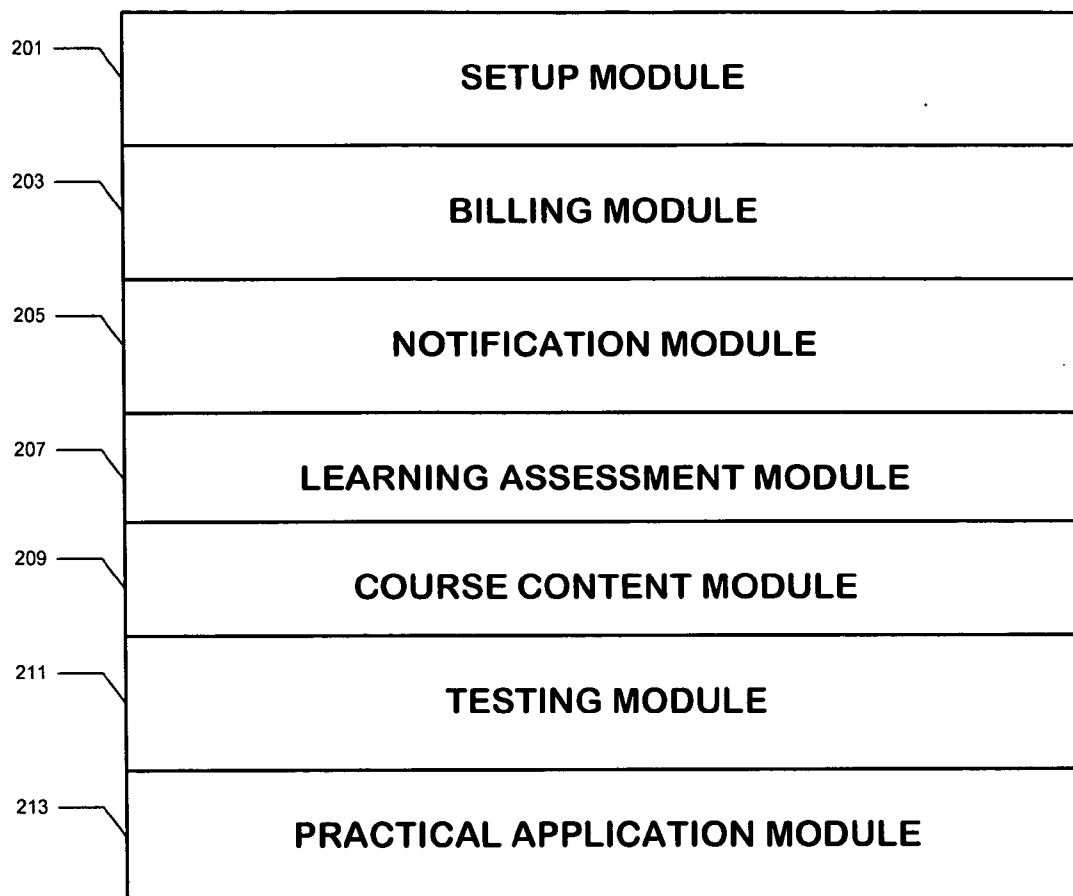 201
SETUP MODULE
203
BILLING MODULE
205
NOTIFICATION MODULE
207
LEARNING ASSESSMENT MODULE
209
COURSE CONTENT MODULE
211
TESTING MODULE
213
PRACTICAL APPLICATION MODULE